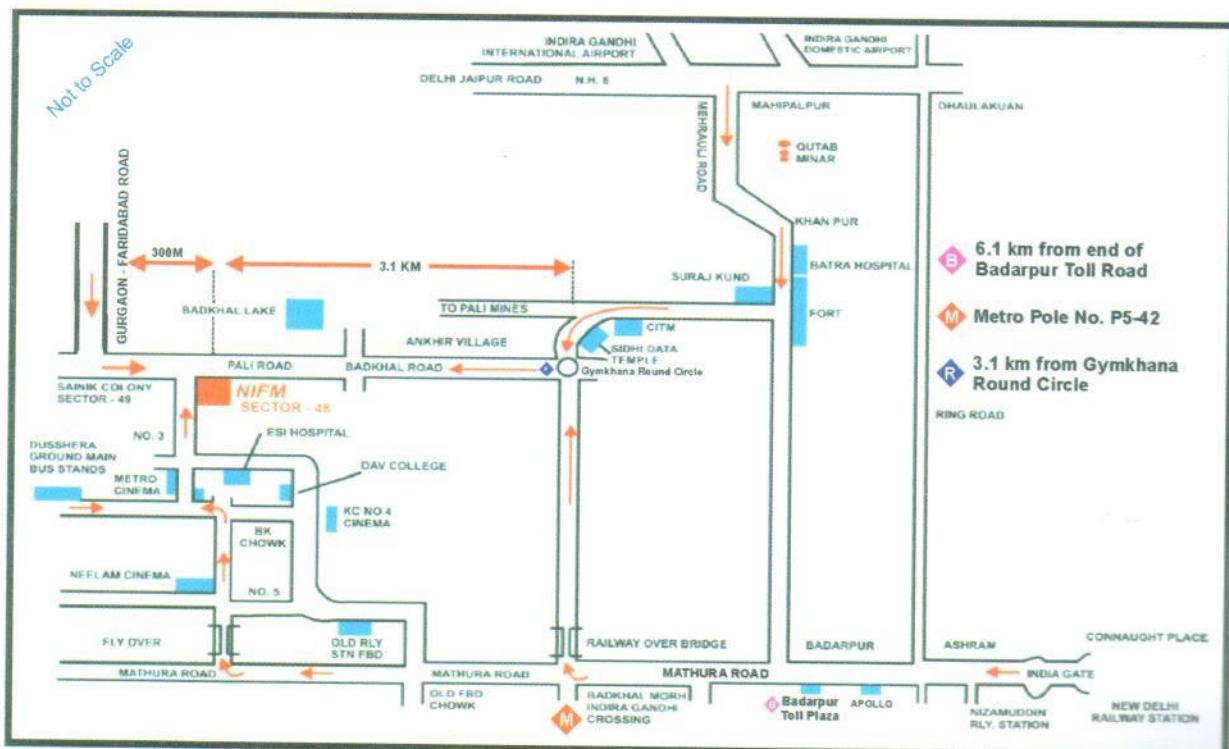 Not to Scale
INDIRA GANDHI
INTERNATIONAL AIRPORT
INDIRA GANDHI
DOMESTIC AIRPORT
DELHI JAIPUR ROAD
N.H. 8
MAHIPALPUR
DHAULAKUAN
MEHRAULI ROAD
QUTAB
MINAR
GURGAON - FARIDABAD ROAD
KHAN PUR
300M
3.1 KM
SURAJ KUND
BATRA HOSPITAL
B
6.1 km from end of
Badarpur Toll Road
BADKHAL LAKE
TO PALI MINES
FORT
M
Metro Pole No. P5-42
CITM
ANKHIR VILLAGE
SIDHI DATA
TEMPLE
PALI ROAD
BADKHAL ROAD
Gymkhana Round Circle
R
3.1 km from Gymkhana
Round Circle
SAINIK COLONY
SECTOR - 49
NIFM
SECTOR - 48
RING ROAD
NO. 3
ESI HOSPITAL
DUSSHERA
GROUND MAIN
BUS STANDS
DAV COLLEGE
METRO
CINEMA
KC NO 4
CINEMA
BK
CHOWK
NEELAM CINEMA
NO. 5
FLY OVER
OLD RLY
STN FBD
RAILWAY OVER BRIDGE
BADARPUR
ASHRAM
CONNAUGHT PLACE
MATHURA ROAD
MATHURA ROAD
MATHURA ROAD
INDIA GATE
OLD FBD
CHOWK
M
BADKHAL MORH
INDIRA GANDHI
CROSSING
B
Badarpur
Toll Plaza
APOLLO
NIZAMUDDIN
RLY. STATION
NEW DELHI
RAILWAY STATION